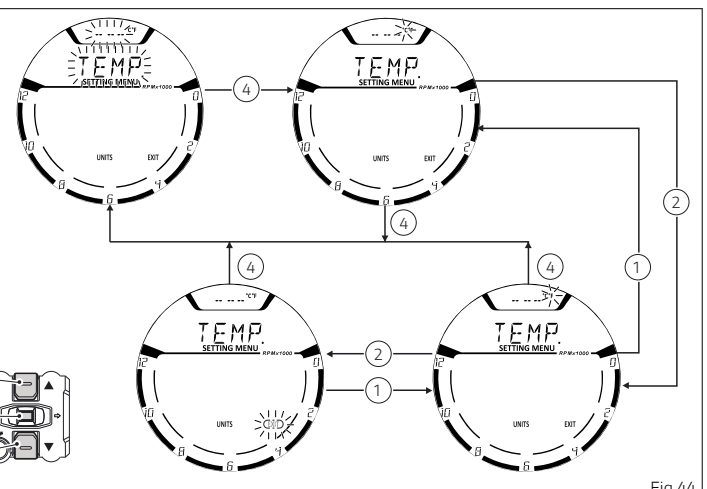 --- °C°F
TEMP.
SETTING MENU
RPMx1000
12
0
10
2
8
4
6
UNITS
EXIT
4
--- °C°F
TEMP.
SETTING MENU
RPMx1000
12
0
10
2
8
4
6
UNITS
EXIT
4
2
1
4
4
--- °C°F
TEMP.
SETTING MENU
RPMx1000
12
0
10
2
8
4
6
UNITS
2
1
--- °C°F
TEMP.
SETTING MENU
RPMx1000
12
0
10
2
8
4
6
UNITS
EXIT
Fig 44